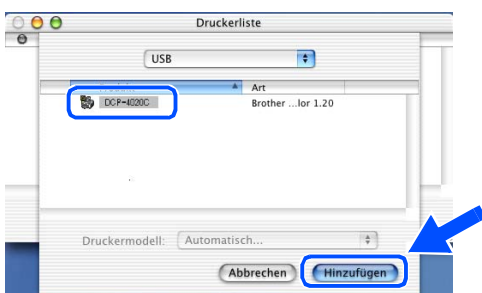 Druckerliste
USB
Art
DCP-4020C
Brother ...lor 1.20
Druckermodell: Automatisch...
Abbrechen Hinzufügen